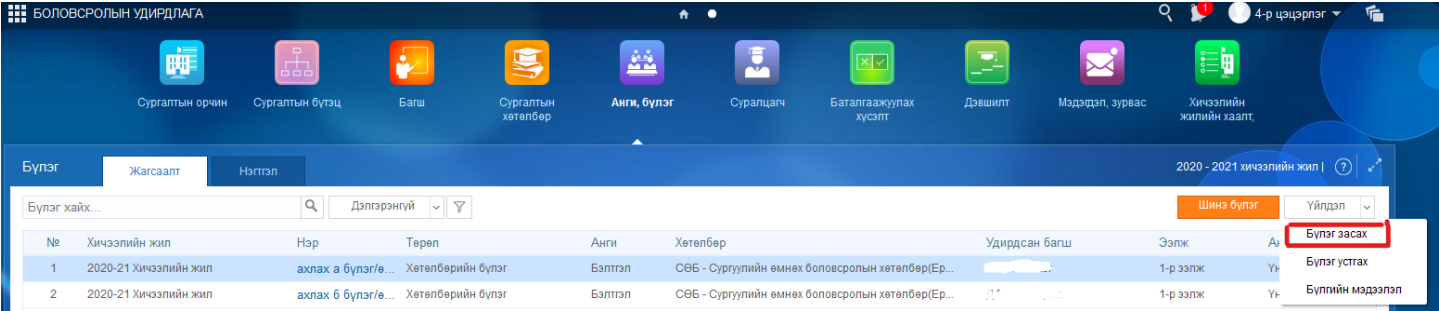 БОЛОВСРОЛЫН УДИРДЛАГА
1
4-р цэцэрлэг
Сургалтын орчин
Сургалтын бүтэц
Багш
Сургалтын
хөтөлбөр
Анги, бүлэг
Суралцагч
Баталгаажуулах
хүсэлт
Дэвшилт
Мэдэгдэл, зурвас
Хичээлийн
жилийн хаалт,
Бүлэг
Жагсаалт
Нэгтгэл
2020 - 2021 хичээлийн жил |
Бүлэг хайх...
Дэлгэрэнгүй
Шинэ бүлэг
Үйлдэл
№ Хичээлийн жил Нэр Төрөл Анги Хөтөлбөр Удирдсан багш Ээлж
1 2020-21 Хичээлийн жил ахлах а бүлэг/ө... Хөтөлбөрийн бүлэг Бэлтгэл СӨБ - Сургуулийн өмнөх боловсролын хөтөлбөр(Ер... 1-р ээлж
2 2020-21 Хичээлийн жил ахлах б бүлэг/ө... Хөтөлбөрийн бүлэг Бэлтгэл СӨБ - Сургуулийн өмнөх боловсролын хөтөлбөр(Ер... 1-р ээлж
Бүлэг засах
Бүлэг устгах
Бүлгийн мэдээлэл